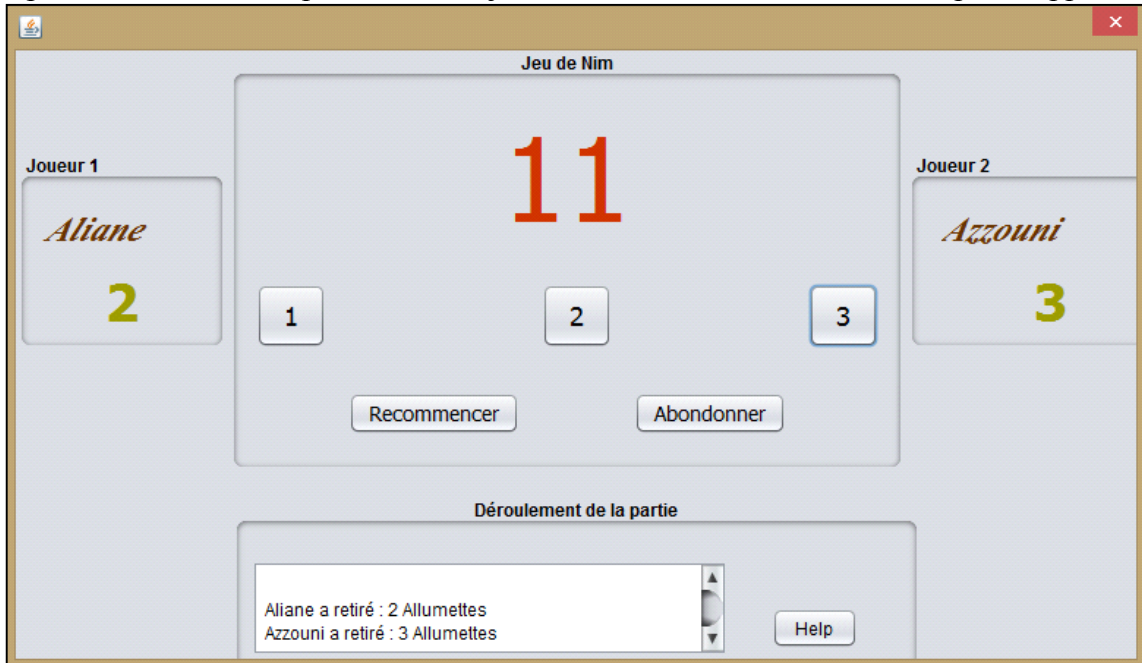 Jeu de Nim
11
Joueur 1
Joueur 2
Aliane
Azzouni
2
3
1
2
3
Recommencer
Abondonner
Déroulement de la partie
Aliane a retiré : 2 Allumettes
Azzouni a retiré : 3 Allumettes
Help